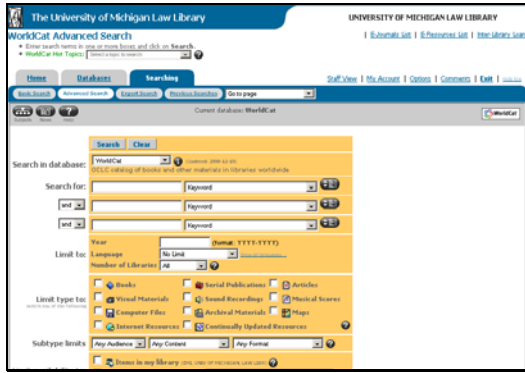 The University of Michigan Law Library
UNIVERSITY OF MICHIGAN LAW LIBRARY
WorldCat Advanced Search
E-Journals List | E-Resources List | Inter Library Loan
Enter search terms in one or more boxes and click on Search.
WorldCat Hot Topics: Select a topic to search
Home Databases Searching
Staff View | My Account | Options | Comments | Exit |
Basic Search Advanced Search Expert Search Previous Searches Go to page
Subjects News Help
Current database: WorldCat
WorldCat
Search Clear
Search in database: WorldCat
OCLC catalog of books and other materials in libraries worldwide
Search for: Keyword
and Keyword
and Keyword
Year (format: YYYY-YYYY)
Limit to: Language No Limit
Number of Libraries All
Books Serial Publications Articles
Limit type to: Visual Materials Sound Recordings Musical Scores
Computer Files Archival Materials Maps
Internet Resources Continually Updated Resources
Subtype limits Any Audience Any Content Any Format
Items in my library